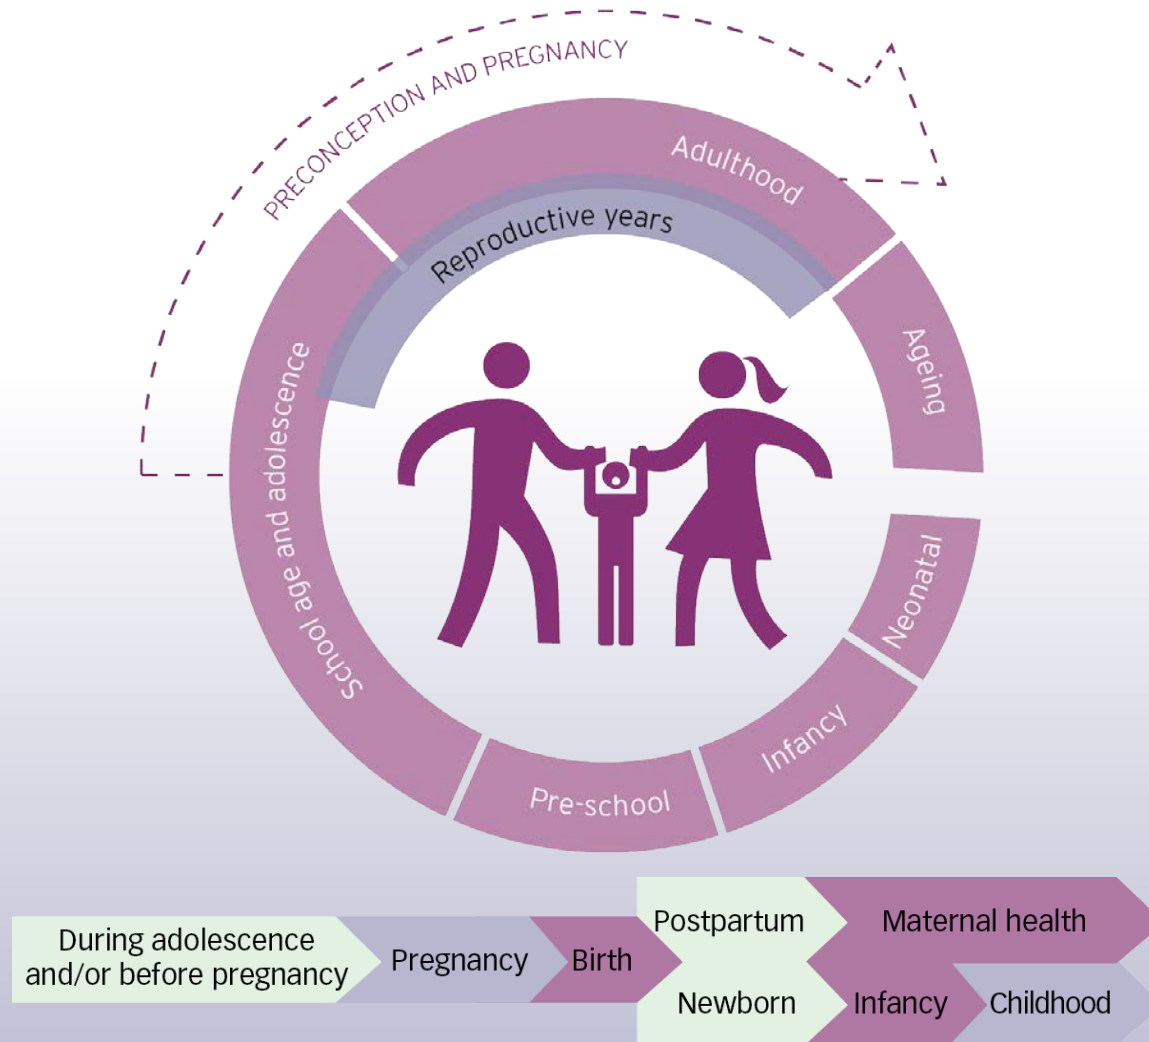 PRECONCEPTION AND PREGNANCY
Adulthood
Reproductive years
Ageing
School age and adolescence
Neonatal
Infancy
Pre-school
During adolescence
and/or before pregnancy
Pregnancy
Birth
Postpartum
Maternal health
Newborn
Infancy
Childhood